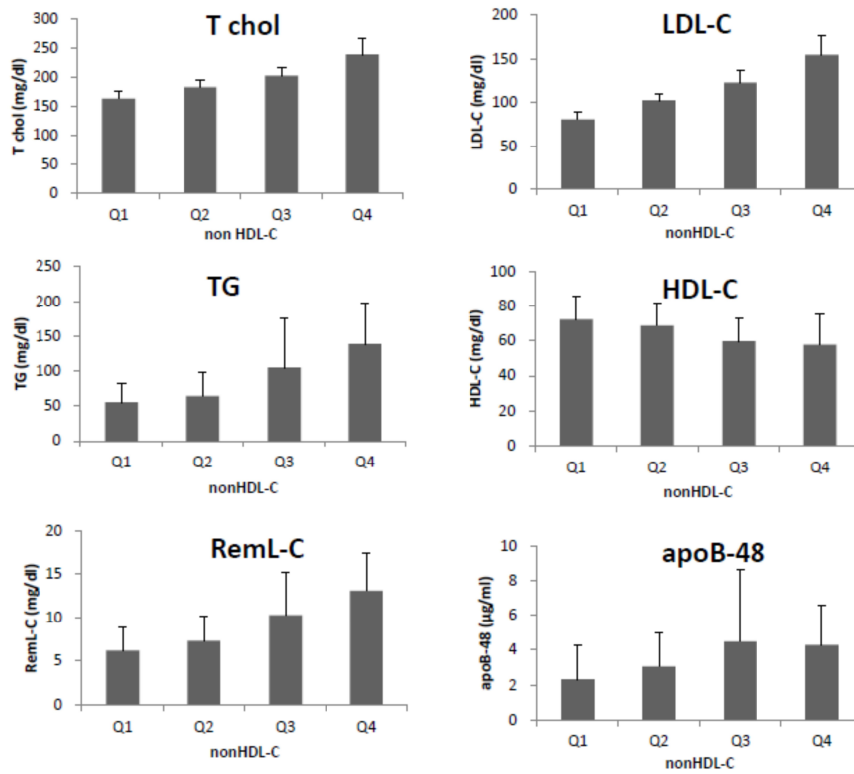 T chol
T chol (mg/dl)
300
250
200
150
100
50
0
Q1 Q2 Q3 Q4
non HDL-C
LDL-C
LDL-C (mg/dl)
200
150
100
50
0
Q1 Q2 Q3 Q4
nonHDL-C
TG
TG (mg/dl)
250
200
150
100
50
0
Q1 Q2 Q3 Q4
nonHDL-C
HDL-C
HDL-C (mg/dl)
100
80
60
40
20
0
Q1 Q2 Q3 Q4
nonHDL-C
RemL-C
RemL-C (mg/dl)
20
15
10
5
0
Q1 Q2 Q3 Q4
nonHDL-C
apoB-48
apoB-48 (μg/ml)
10
8
6
4
2
0
Q1 Q2 Q3 Q4
nonHDL-C